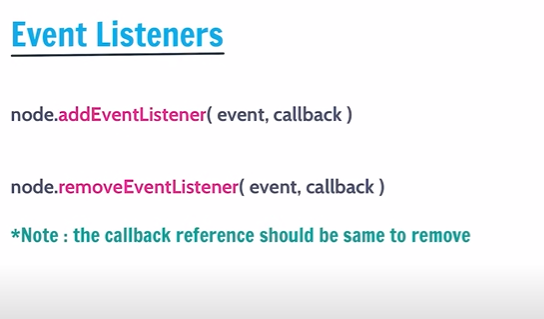 Event Listeners
node.addEventListener( event, callback )
node.removeEventListener( event, callback )
*Note : the callback reference should be same to remove